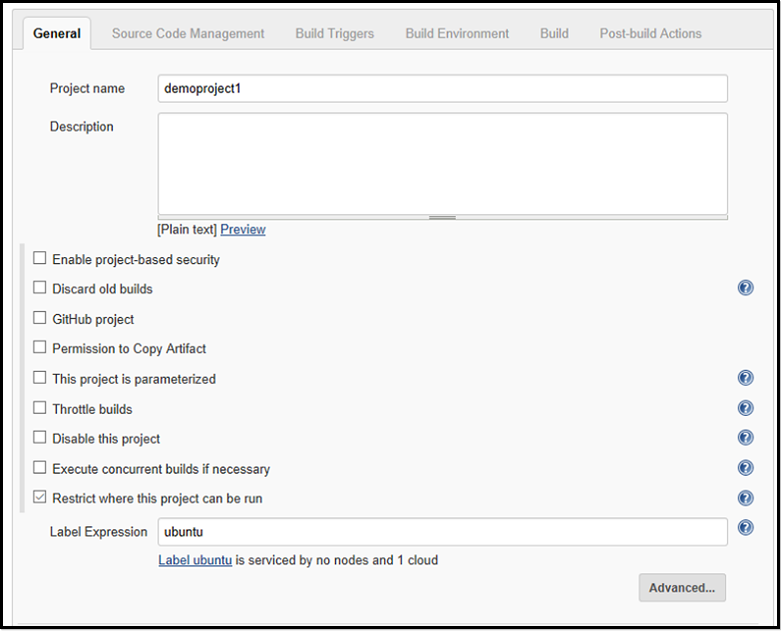 General Source Code Management Build Triggers Build Environment Build Post-build Actions
Project name demoproject1
Description
[Plain text] Preview
Enable project-based security
Discard old builds
GitHub project
Permission to Copy Artifact
This project is parameterized
Throttle builds
Disable this project
Execute concurrent builds if necessary
Restrict where this project can be run
Label Expression ubuntu
Label ubuntu is serviced by no nodes and 1 cloud
Advanced...